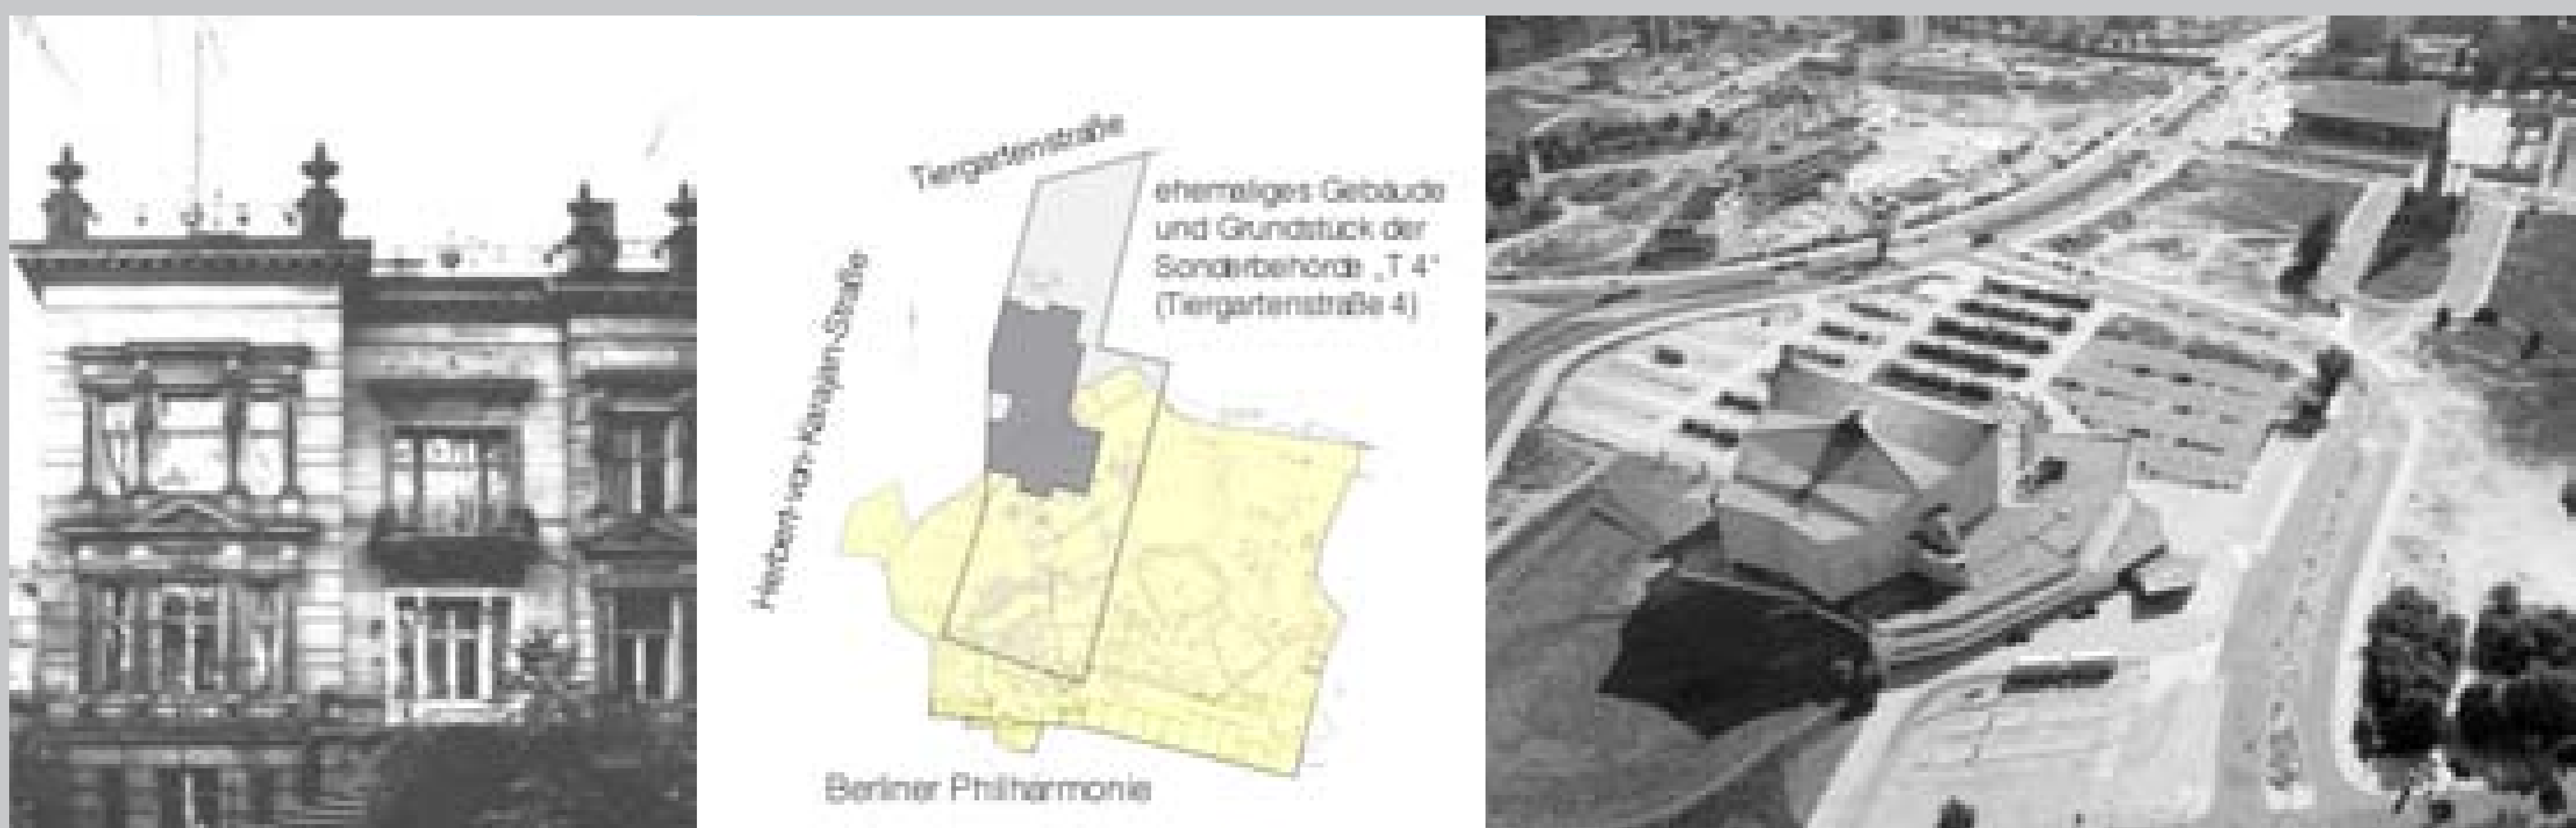 Tiergartenstraße
ehemaliges Gebäude
und Grundstück der
Sonderbehörde „T 4“
(Tiergartenstraße 4)
Herbert-von-Karajan-Straße
Berliner Philharmonie